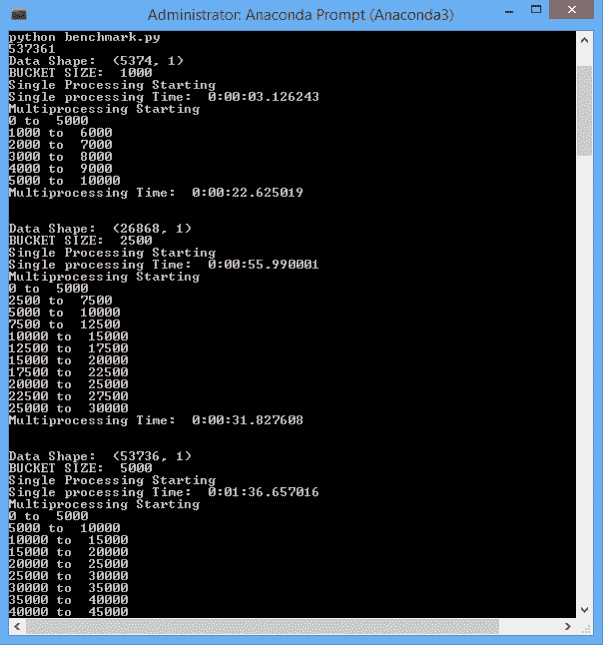 Administrator: Anaconda Prompt (Anaconda3)
python benchmark.py
537361
Data Shape:  (5374, 1)
BUCKET SIZE:  1000
Single Processing Starting
Single processing Time:  0:00:03.126243
Multiprocessing Starting
0 to  5000
1000 to  6000
2000 to  7000
3000 to  8000
4000 to  9000
5000 to  10000
Multiprocessing Time:  0:00:22.625019
Data Shape:  (26868, 1)
BUCKET SIZE:  2500
Single Processing Starting
Single processing Time:  0:00:55.990001
Multiprocessing Starting
0 to  5000
2500 to  7500
5000 to  10000
7500 to  12500
10000 to  15000
12500 to  17500
15000 to  20000
17500 to  22500
20000 to  25000
22500 to  27500
25000 to  30000
Multiprocessing Time:  0:00:31.827608
Data Shape:  (53736, 1)
BUCKET SIZE:  5000
Single Processing Starting
Single processing Time:  0:01:36.657016
Multiprocessing Starting
0 to  5000
5000 to  10000
10000 to  15000
15000 to  20000
20000 to  25000
25000 to  30000
30000 to  35000
35000 to  40000
40000 to  45000